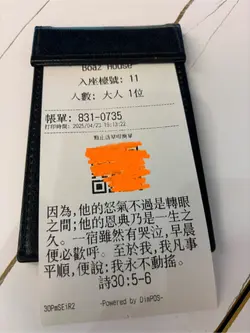 Boaz House
入座檯號: 11
人數: 大人 1位
帳單: 831-0735
打印時間: 2025/04/22 15:13:22
因為,他的怒氣不過是轉眼
之間;他的恩典乃是一生之
久。一宿雖然有哭泣,早晨
便必歡呼。至於我,我凡事
平順,便說:我永不動搖。
詩30:5-6
3OPmSEiR2 -Powered by DimPOS-